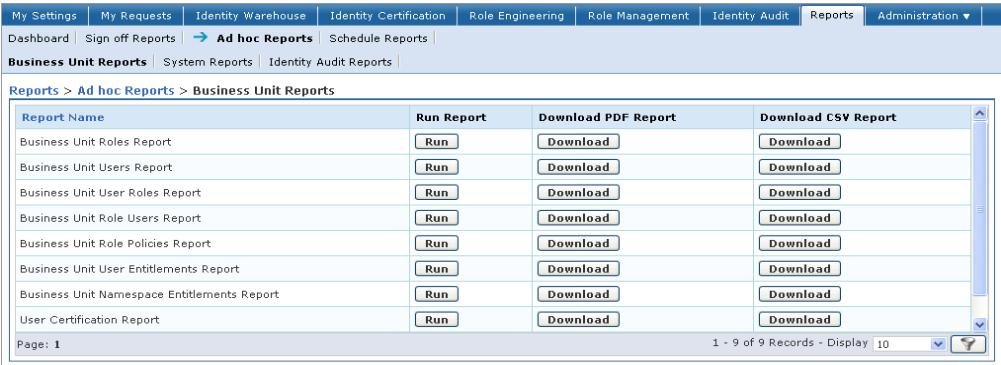 My Settings My Requests Identity Warehouse Identity Certification Role Engineering Role Management Identity Audit Reports Administration ▼
Dashboard Sign off Reports → Ad hoc Reports Schedule Reports
Business Unit Reports System Reports Identity Audit Reports
Reports > Ad hoc Reports > Business Unit Reports
Report Name Run Report Download PDF Report Download CSV Report
Business Unit Roles Report Run Download Download
Business Unit Users Report Run Download Download
Business Unit User Roles Report Run Download Download
Business Unit Role Users Report Run Download Download
Business Unit Role Policies Report Run Download Download
Business Unit User Entitlements Report Run Download Download
Business Unit Namespace Entitlements Report Run Download Download
User Certification Report Run Download Download
Page: 1 1 - 9 of 9 Records - Display 10